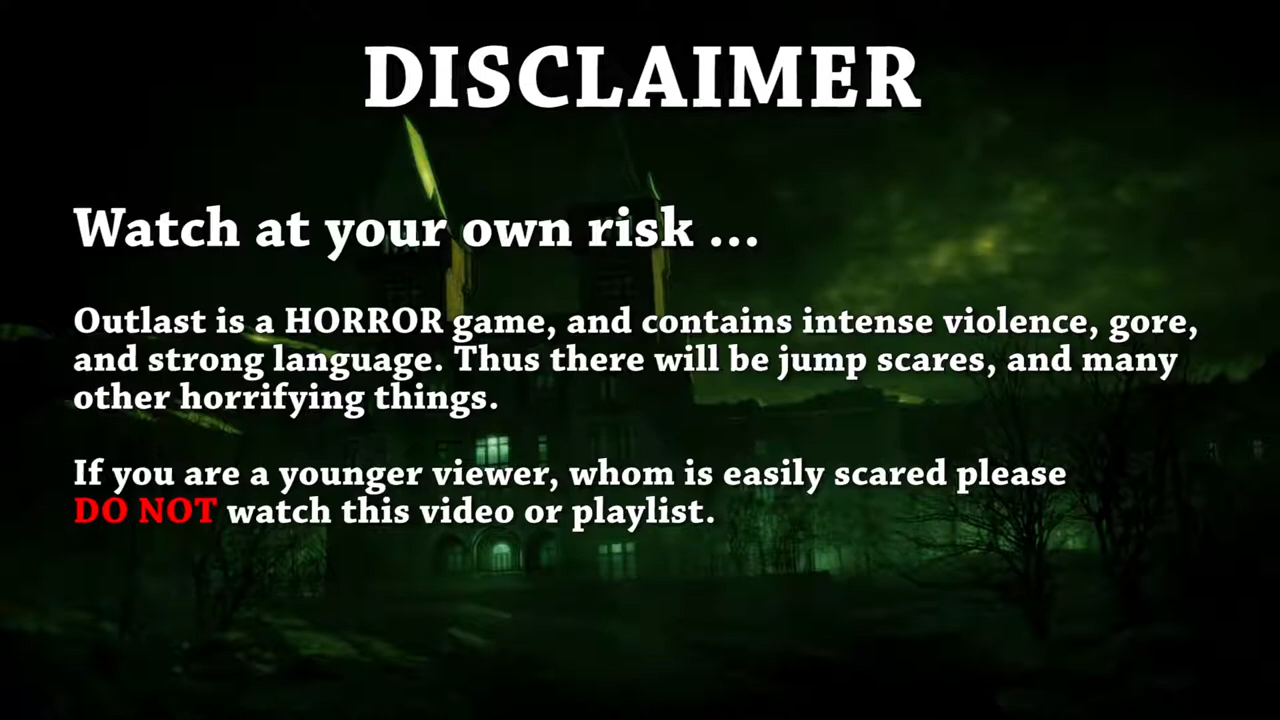 DISCLAIMER
Watch at your own risk ...
Outlast is a HORROR game, and contains intense violence, gore,
and strong language. Thus there will be jump scares, and many
other horrifying things.
If you are a younger viewer, whom is easily scared please
DO NOT watch this video or playlist.